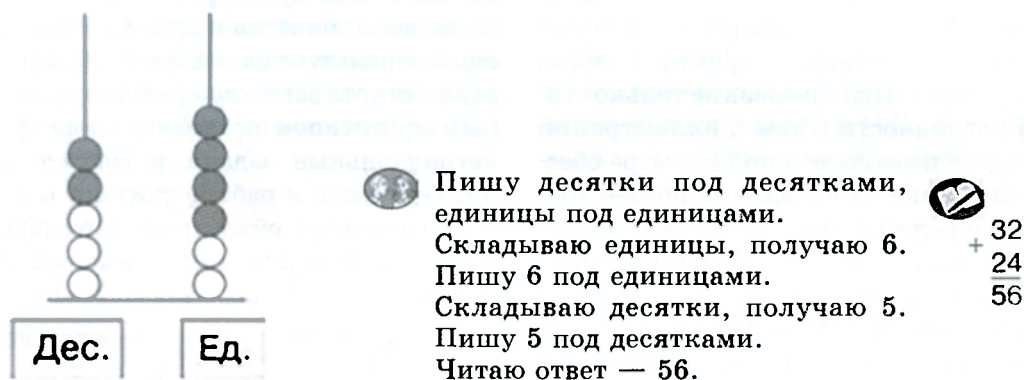 Пишу десятки под десятками,
единицы под единицами.
Складываю единицы, получаю 6.
Пишу 6 под единицами.
Складываю десятки, получаю 5.
Пишу 5 под десятками.
Читаю ответ — 56.
+ 32
24
56
Дес.
Ед.